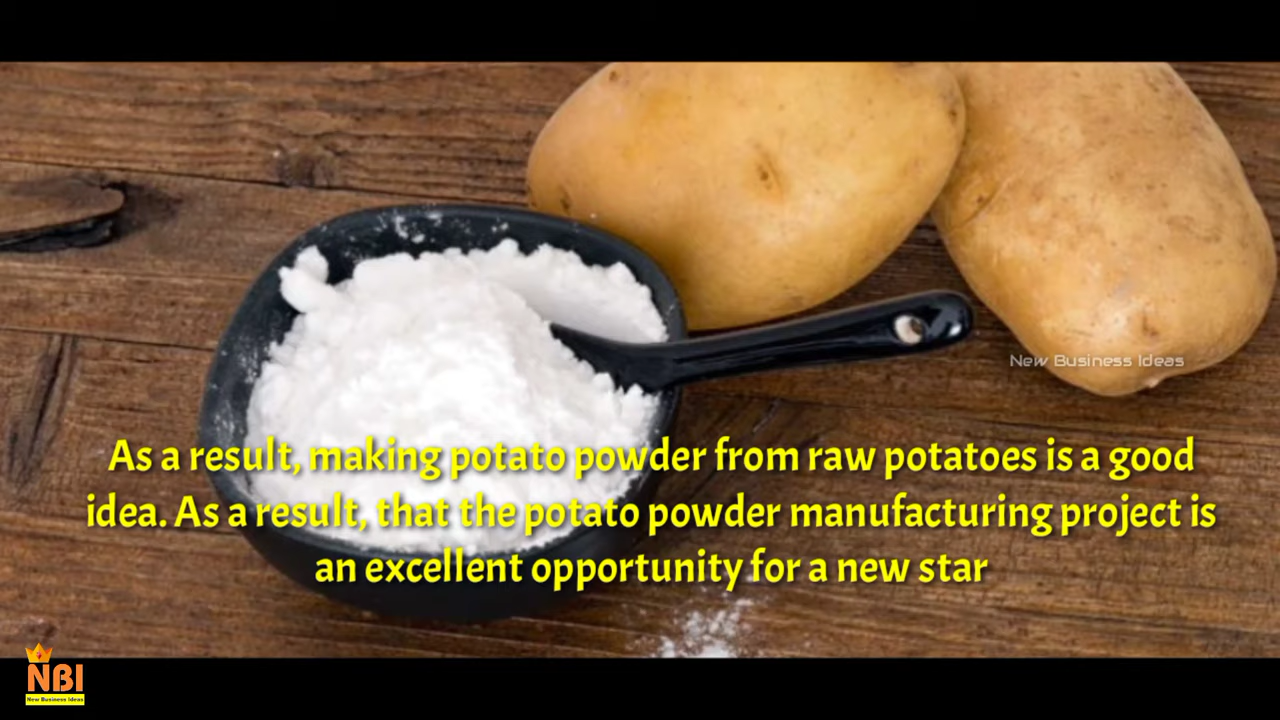 New Business Ideas
As a result, making potato powder from raw potatoes is a good
idea. As a result, that the potato powder manufacturing project is
an excellent opportunity for a new star
NBI
New Business Ideas